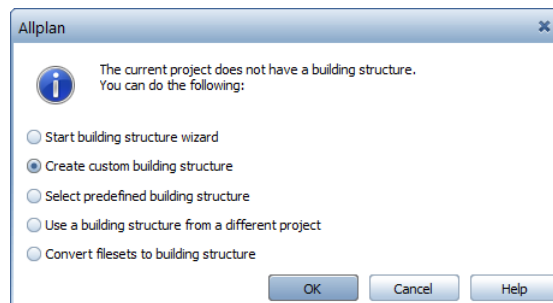 Allplan
The current project does not have a building structure.
You can do the following:
Start building structure wizard
Create custom building structure
Select predefined building structure
Use a building structure from a different project
Convert filesets to building structure
OK Cancel Help